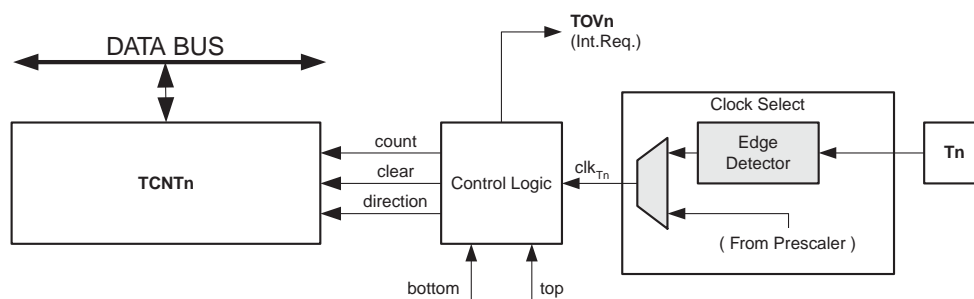 TOVn
(Int.Req.)
DATA BUS
Clock Select
TCNTn
count
clear
direction
Control Logic
clkTn
Edge
Detector
Tn
( From Prescaler )
bottom
top